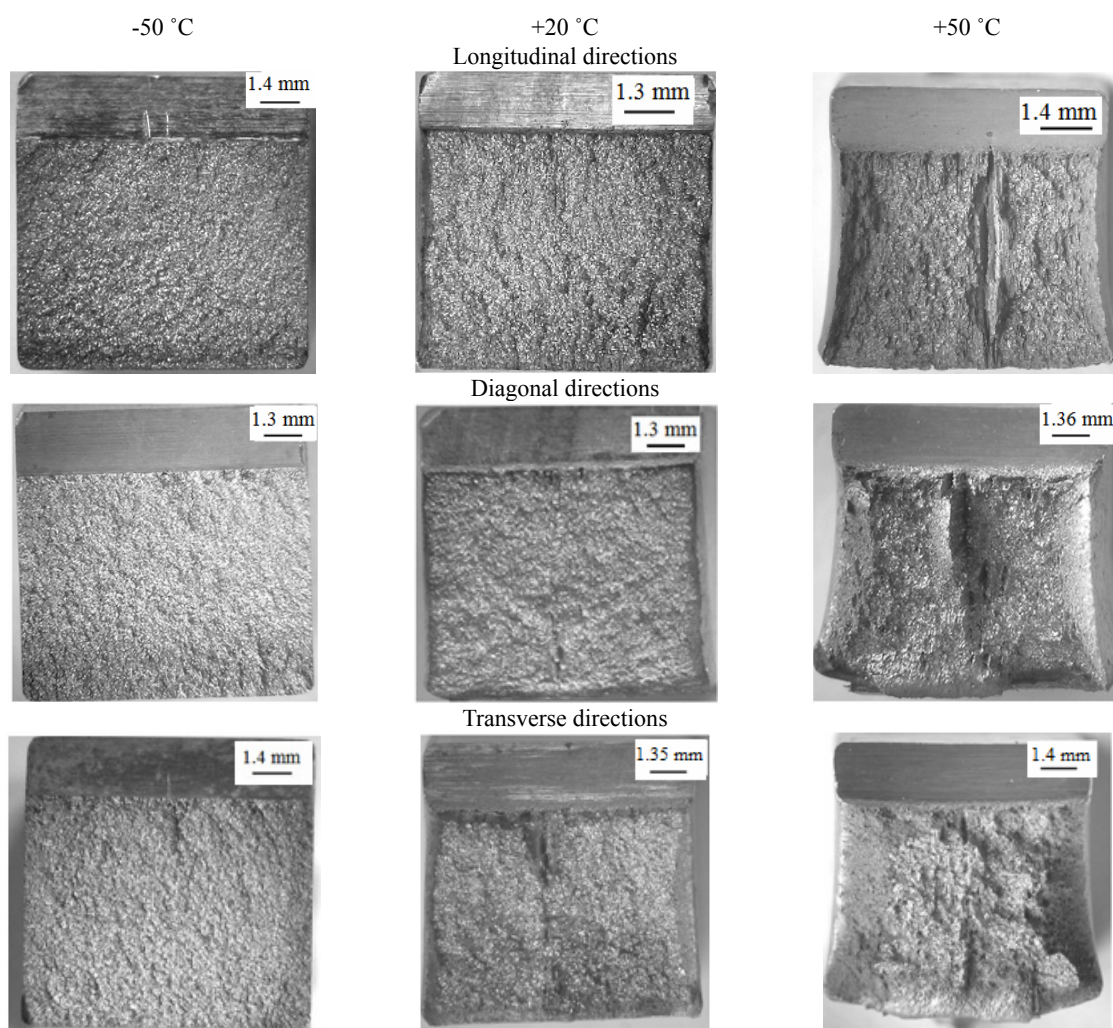 -50 ˚C +20 ˚C +50 ˚C
Longitudinal directions
1.4 mm 1.3 mm 1.4 mm
Diagonal directions
1.3 mm 1.3 mm 1.36 mm
Transverse directions
1.4 mm 1.35 mm 1.4 mm